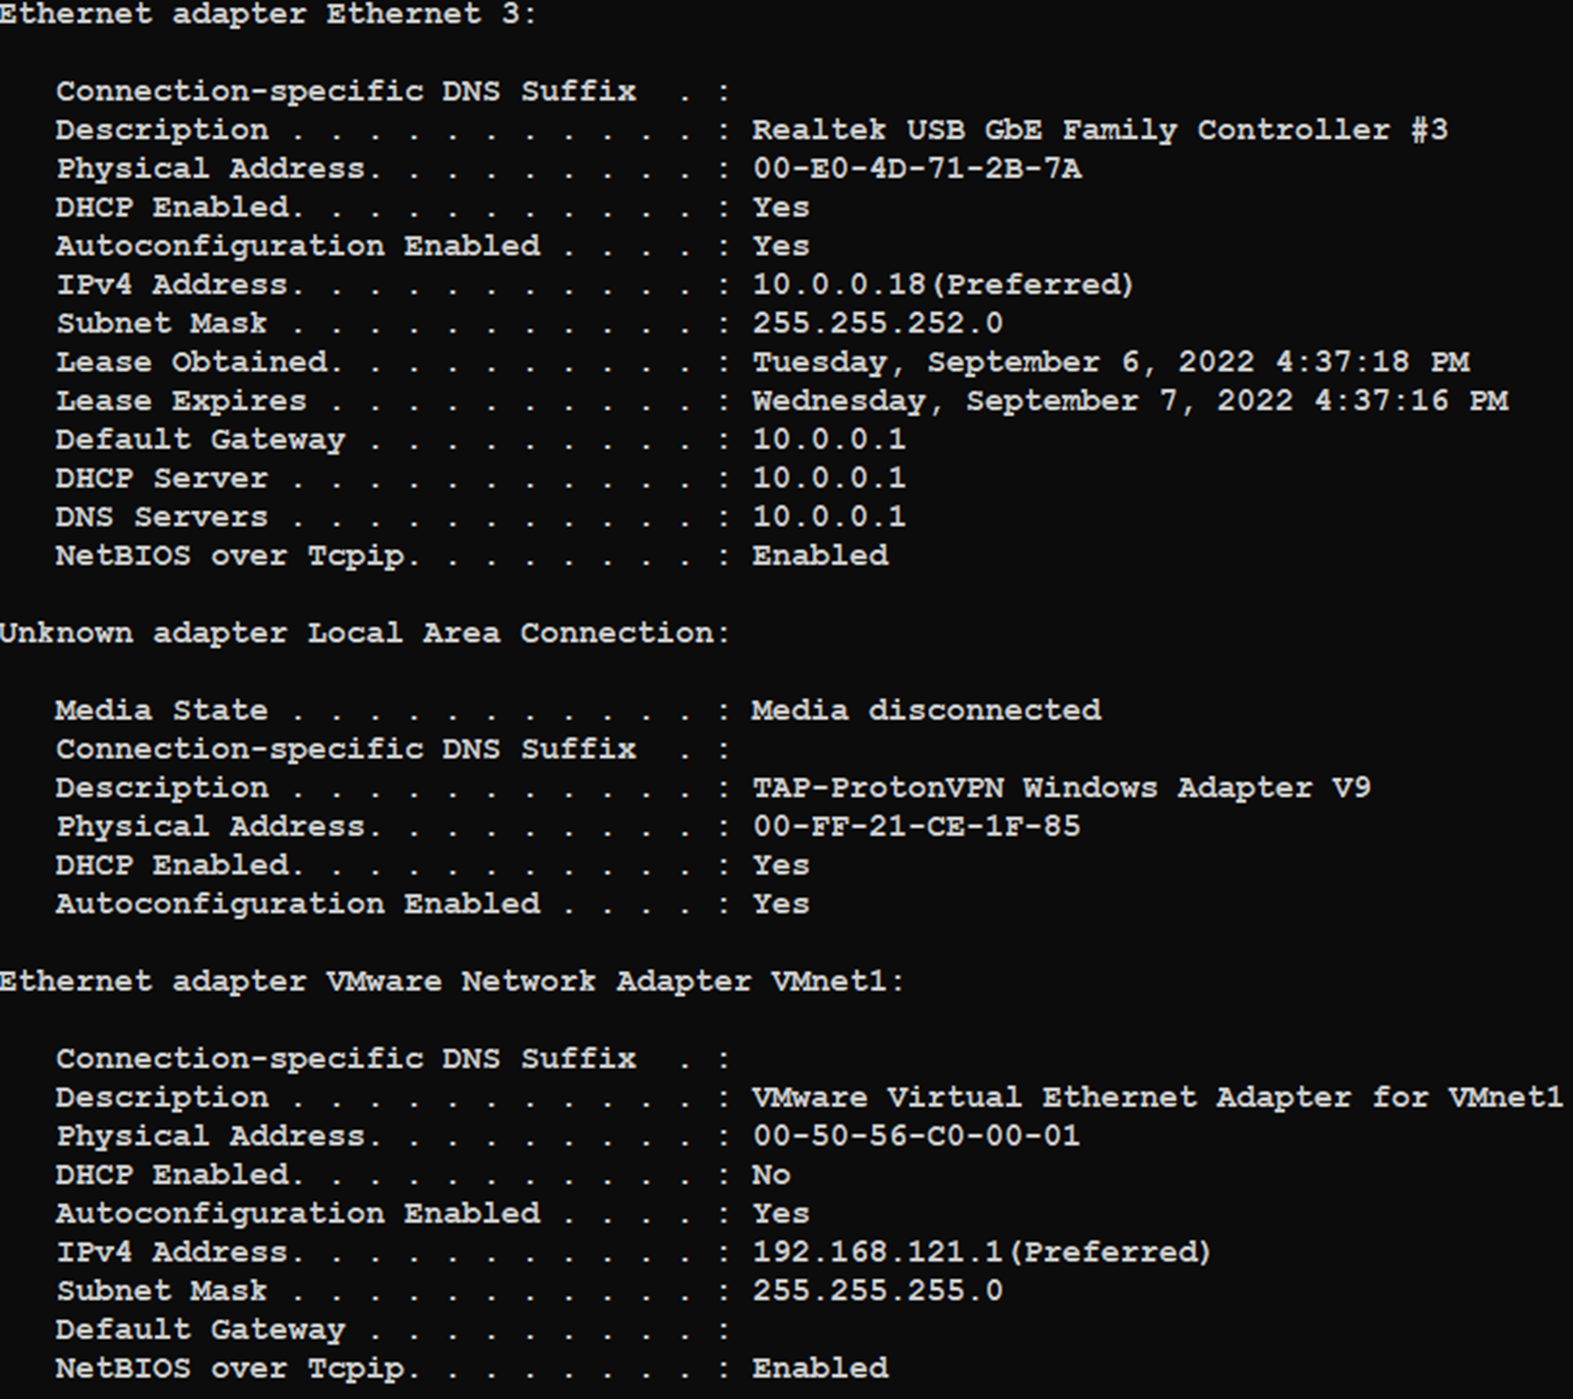 Ethernet adapter Ethernet 3:
Connection-specific DNS Suffix  . :
Description . . . . . . . . . . . : Realtek USB GbE Family Controller #3
Physical Address. . . . . . . . . : 00-E0-4D-71-2B-7A
DHCP Enabled. . . . . . . . . . . : Yes
Autoconfiguration Enabled . . . . : Yes
IPv4 Address. . . . . . . . . . . : 10.0.0.18(Preferred)
Subnet Mask . . . . . . . . . . . : 255.255.252.0
Lease Obtained. . . . . . . . . . : Tuesday, September 6, 2022 4:37:18 PM
Lease Expires . . . . . . . . . . : Wednesday, September 7, 2022 4:37:16 PM
Default Gateway . . . . . . . . . : 10.0.0.1
DHCP Server . . . . . . . . . . . : 10.0.0.1
DNS Servers . . . . . . . . . . . : 10.0.0.1
NetBIOS over Tcpip. . . . . . . . : Enabled
Unknown adapter Local Area Connection:
Media State . . . . . . . . . . . : Media disconnected
Connection-specific DNS Suffix  . :
Description . . . . . . . . . . . : TAP-ProtonVPN Windows Adapter V9
Physical Address. . . . . . . . . : 00-FF-21-CE-1F-85
DHCP Enabled. . . . . . . . . . . : Yes
Autoconfiguration Enabled . . . . : Yes
Ethernet adapter VMware Network Adapter VMnet1:
Connection-specific DNS Suffix  . :
Description . . . . . . . . . . . : VMware Virtual Ethernet Adapter for VMnet1
Physical Address. . . . . . . . . : 00-50-56-C0-00-01
DHCP Enabled. . . . . . . . . . . : No
Autoconfiguration Enabled . . . . : Yes
IPv4 Address. . . . . . . . . . . : 192.168.121.1(Preferred)
Subnet Mask . . . . . . . . . . . : 255.255.255.0
Default Gateway . . . . . . . . . :
NetBIOS over Tcpip. . . . . . . . : Enabled